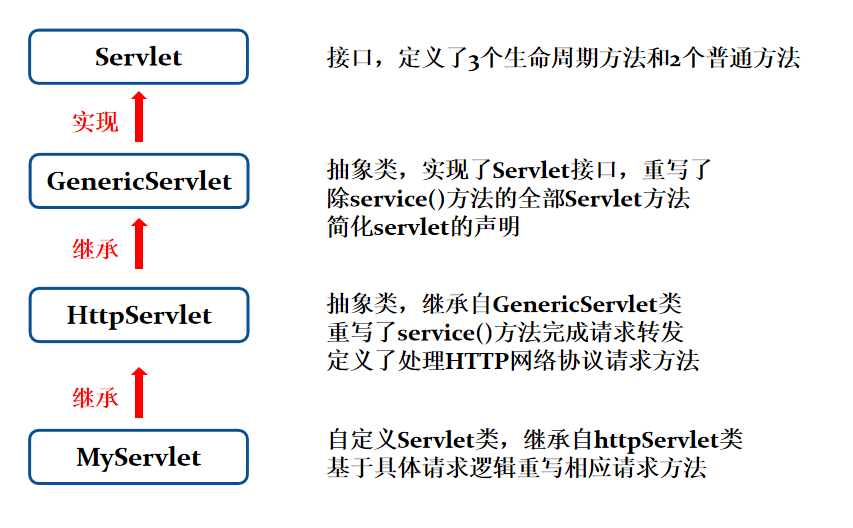 Servlet
接口，定义了3个生命周期方法和2个普通方法
实现
GenericServlet
抽象类，实现了Servlet接口，重写了
除service()方法的全部Servlet方法
简化servlet的声明
继承
HttpServlet
抽象类，继承自GenericServlet类
重写了service()方法完成请求转发
定义了处理HTTP网络协议请求方法
继承
MyServlet
自定义Servlet类，继承自httpServlet类
基于具体请求逻辑重写相应请求方法